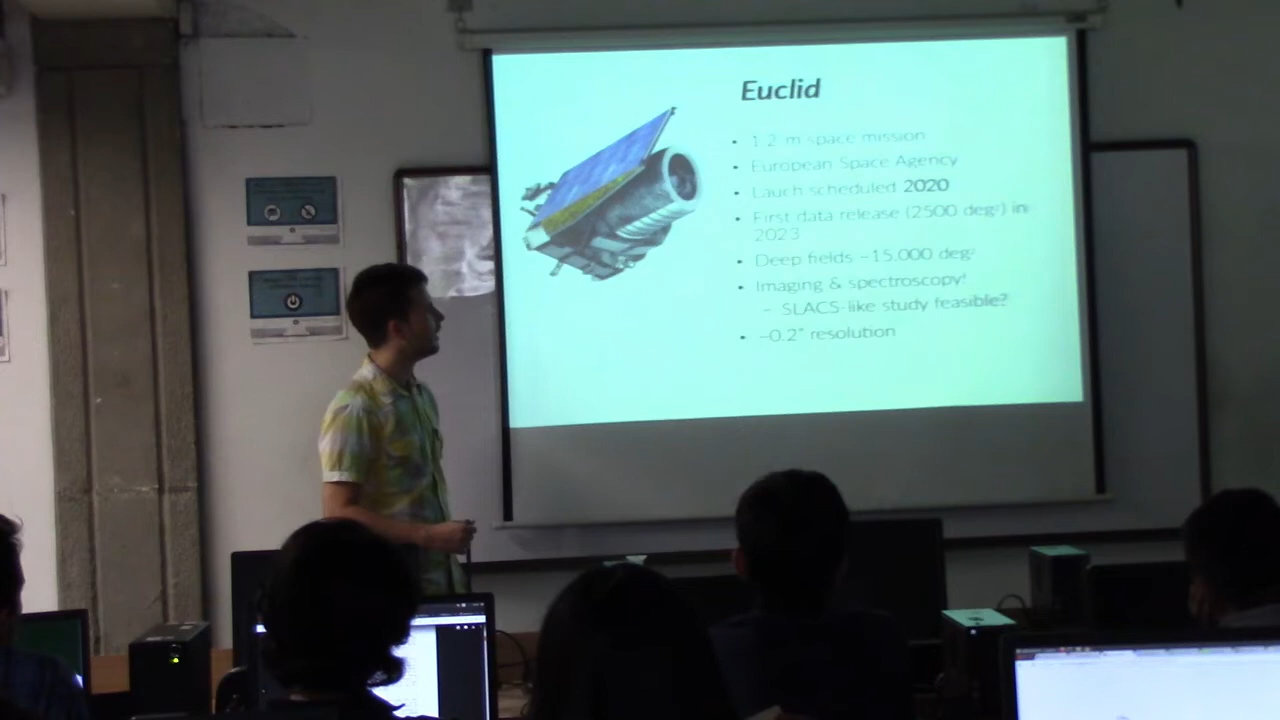 Euclid
• 1.2 m space mission
• European Space Agency
• Lauch scheduled 2020
• First data release (2500 deg²) in
2023
• Deep fields ~15.000 deg²
• Imaging & spectroscopy!
– SLACS-like study feasible?
• ~0.2" resolution